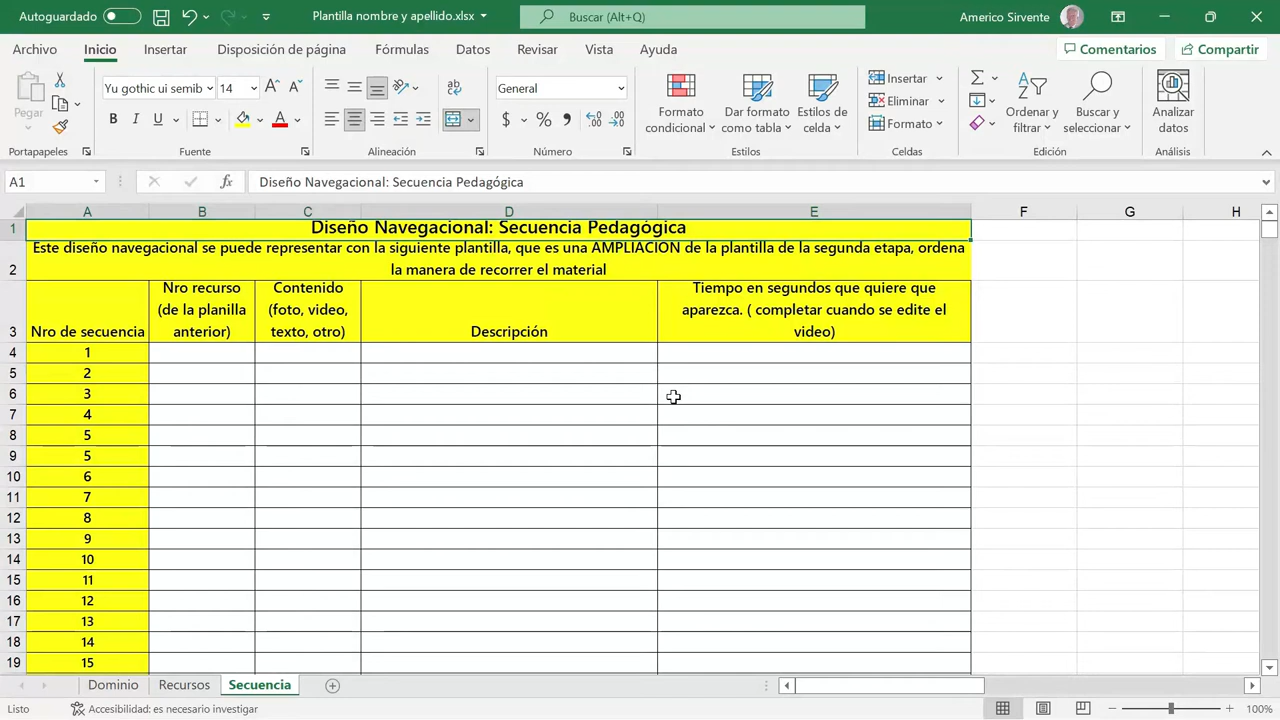 Autoguardado
Plantilla nombre y apellido.xlsx
Buscar (Alt+Q)
Americo Sirvente
Archivo
Inicio
Insertar
Disposición de página
Fórmulas
Datos
Revisar
Vista
Ayuda
Comentarios
Compartir
Pegar
Portapapeles
Yu gothic ui semib
14
N
I
S
A
Fuente
ab
Alineación
General
$
%
Número
Formato
condicional
Dar formato
como tabla
Estilos de
celda
Estilos
Insertar
Eliminar
Formato
Celdas
Ordenar y
filtrar
Buscar y
seleccionar
Edición
Analizar
datos
Análisis
A1
fx
Diseño Navegacional: Secuencia Pedagógica
A B C D E F G H
1 Diseño Navegacional: Secuencia Pedagógica
Este diseño navegacional se puede representar con la siguiente plantilla, que es una AMPLIACION de la plantilla de la segunda etapa, ordena
2 la manera de recorrer el material
3 Nro de secuencia
Nro recurso
(de la planilla
anterior)
Contenido
(foto, video,
texto, otro)
Descripción
Tiempo en segundos que quiere que
aparezca. ( completar cuando se edite el
video)
4 1
5 2
6 3
7 4
8 5
9 5
10 6
11 7
12 8
13 9
14 10
15 11
16 12
17 13
18 14
19 15
Dominio
Recursos
Secuencia
Listo
Accesibilidad: es necesario investigar
100%